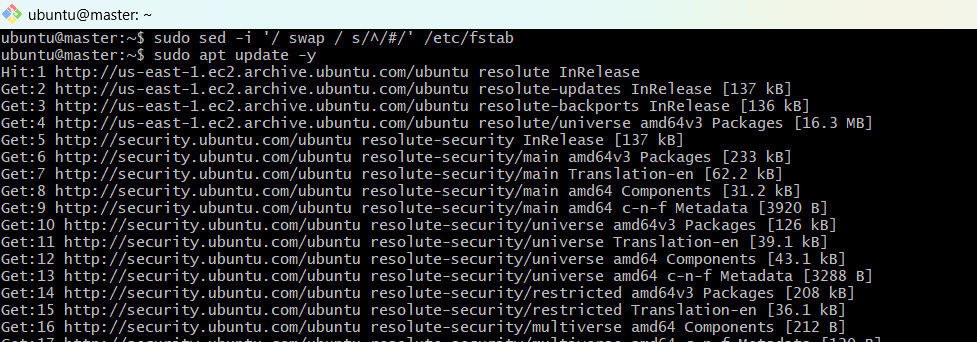 ubuntu@master: ~
ubuntu@master:~$ sudo sed -i '/ swap / s/^/#/' /etc/fstab
ubuntu@master:~$ sudo apt update -y
Hit:1 http://us-east-1.ec2.archive.ubuntu.com/ubuntu resolute InRelease
Get:2 http://us-east-1.ec2.archive.ubuntu.com/ubuntu resolute-updates InRelease [137 kB]
Get:3 http://us-east-1.ec2.archive.ubuntu.com/ubuntu resolute-backports InRelease [136 kB]
Get:4 http://us-east-1.ec2.archive.ubuntu.com/ubuntu resolute/universe amd64v3 Packages [16.3 MB]
Get:5 http://security.ubuntu.com/ubuntu resolute-security InRelease [137 kB]
Get:6 http://security.ubuntu.com/ubuntu resolute-security/main amd64v3 Packages [233 kB]
Get:7 http://security.ubuntu.com/ubuntu resolute-security/main Translation-en [62.2 kB]
Get:8 http://security.ubuntu.com/ubuntu resolute-security/main amd64 Components [31.2 kB]
Get:9 http://security.ubuntu.com/ubuntu resolute-security/main amd64 c-n-f Metadata [3920 B]
Get:10 http://security.ubuntu.com/ubuntu resolute-security/universe amd64v3 Packages [126 kB]
Get:11 http://security.ubuntu.com/ubuntu resolute-security/universe Translation-en [39.1 kB]
Get:12 http://security.ubuntu.com/ubuntu resolute-security/universe amd64 Components [43.1 kB]
Get:13 http://security.ubuntu.com/ubuntu resolute-security/universe amd64 c-n-f Metadata [3288 B]
Get:14 http://security.ubuntu.com/ubuntu resolute-security/restricted amd64v3 Packages [208 kB]
Get:15 http://security.ubuntu.com/ubuntu resolute-security/restricted Translation-en [36.1 kB]
Get:16 http://security.ubuntu.com/ubuntu resolute-security/multiverse amd64 Components [212 B]